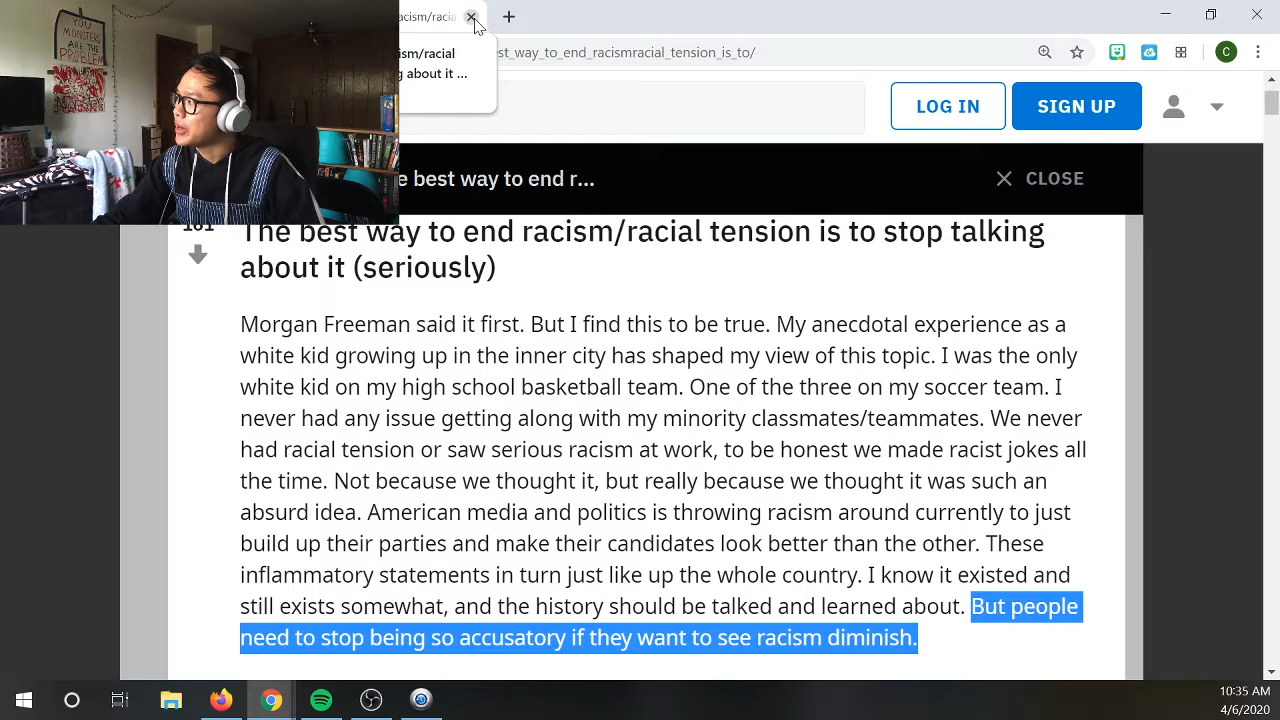 YOU
MONSTERS
ARE THE
PROBLEM
MONSTER
acism/racia
ism/racial
g about it ...
est_way_to_end_racismracial_tension_is_to/
C
LOG IN
SIGN UP
e best way to end r...
CLOSE
161
The best way to end racism/racial tension is to stop talking
about it (seriously)
Morgan Freeman said it first. But I find this to be true. My anecdotal experience as a
white kid growing up in the inner city has shaped my view of this topic. I was the only
white kid on my high school basketball team. One of the three on my soccer team. I
never had any issue getting along with my minority classmates/teammates. We never
had racial tension or saw serious racism at work, to be honest we made racist jokes all
the time. Not because we thought it, but really because we thought it was such an
absurd idea. American media and politics is throwing racism around currently to just
build up their parties and make their candidates look better than the other. These
inflammatory statements in turn just like up the whole country. I know it existed and
still exists somewhat, and the history should be talked and learned about. But people
need to stop being so accusatory if they want to see racism diminish.
10:35 AM
4/6/2020